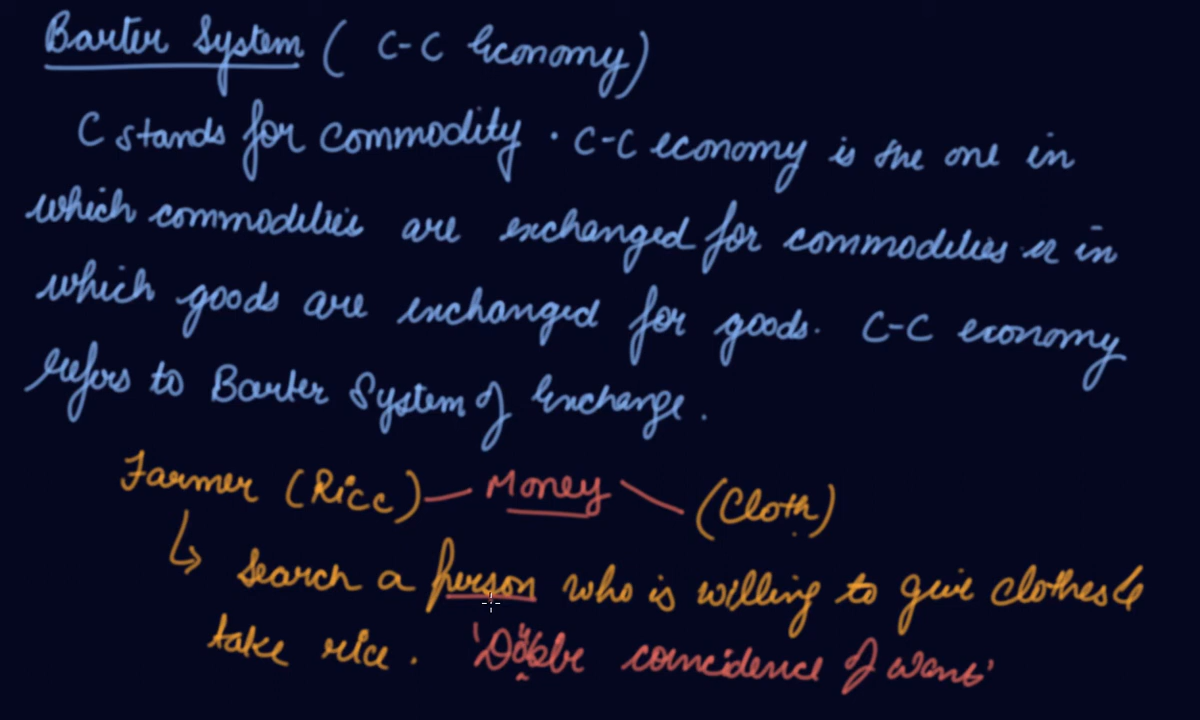 Barter System ( C-C Economy)
C stands for commodity. C-C economy is the one in
which commodities are exchanged for commodities or in
which goods are exchanged for goods. C-C economy
refers to Barter System of Exchange.
Farmer (Rice) — Money — (Cloth)
↳ Search a person who is willing to give clothes &
take rice. 'Double coincidence of wants'